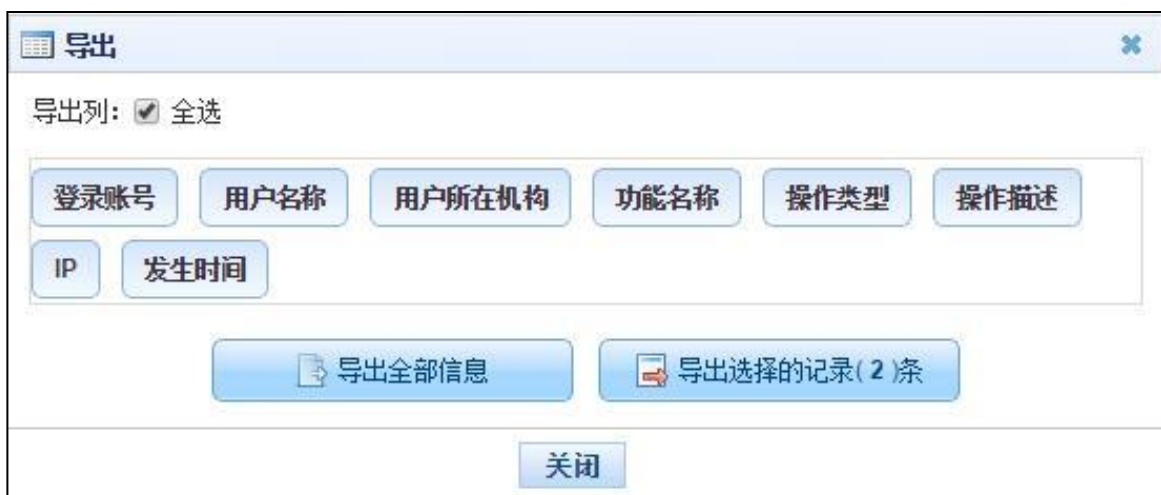 导出
导出列: 全选
登录账号 用户名称 用户所在机构 功能名称 操作类型 操作描述
IP 发生时间
导出全部信息 导出选择的记录(2)条
关闭